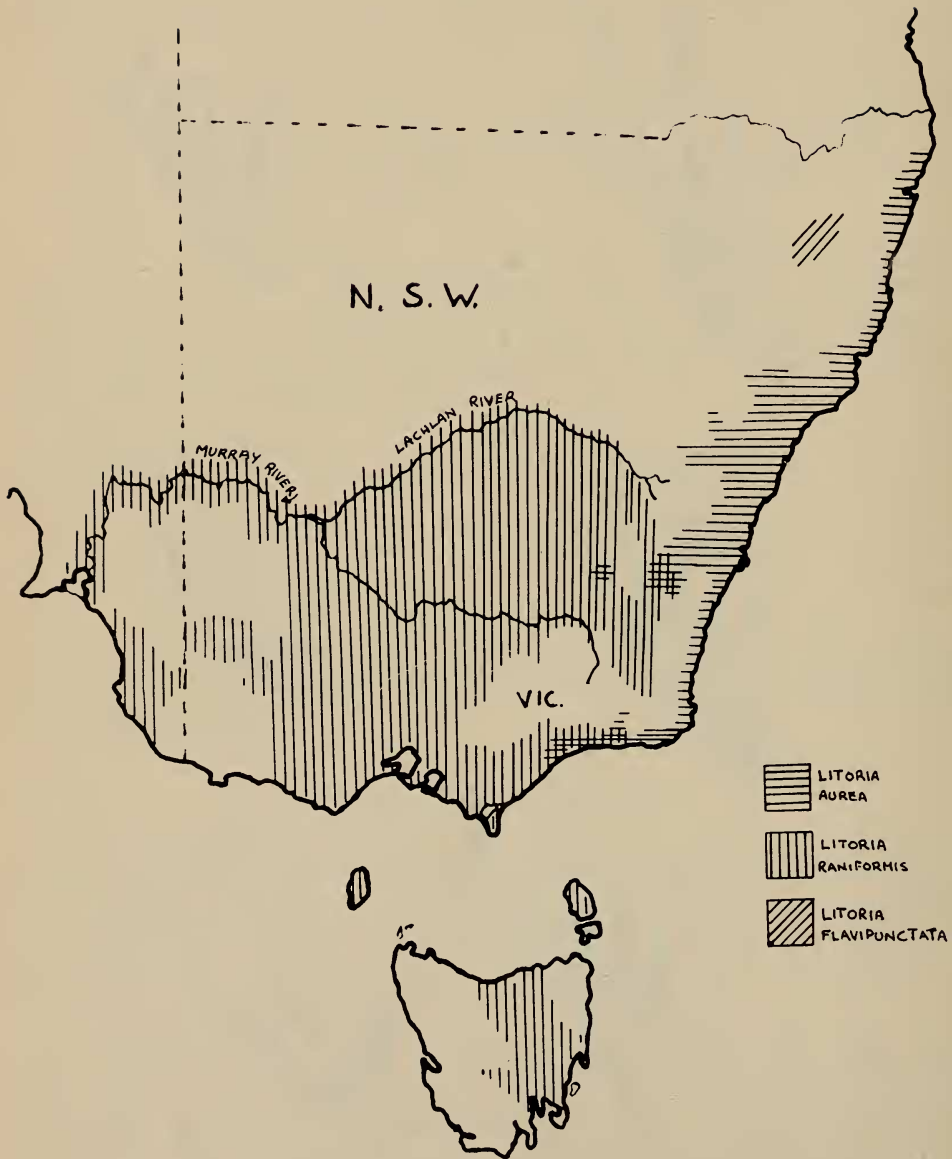 N. S. W.
LACHLAN RIVER
MURRAY RIVER
VIC.
LITORIA
AUREA
LITORIA
RANIFORMIS
LITORIA
FLAVIPUNCTATA